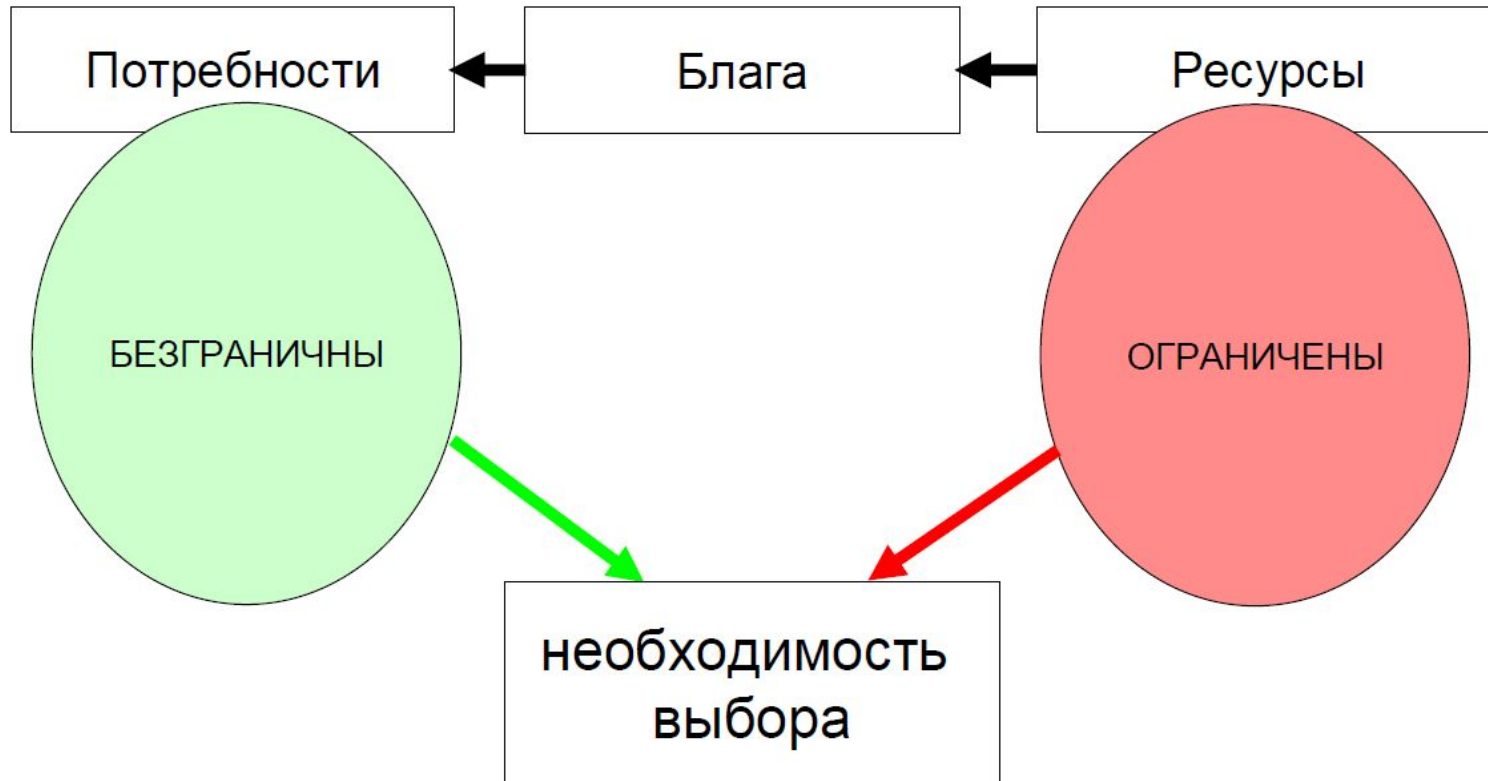 Потребности
Блага
Ресурсы
БЕЗГРАНИЧНЫ
ОГРАНИЧЕНЫ
необходимость
выбора